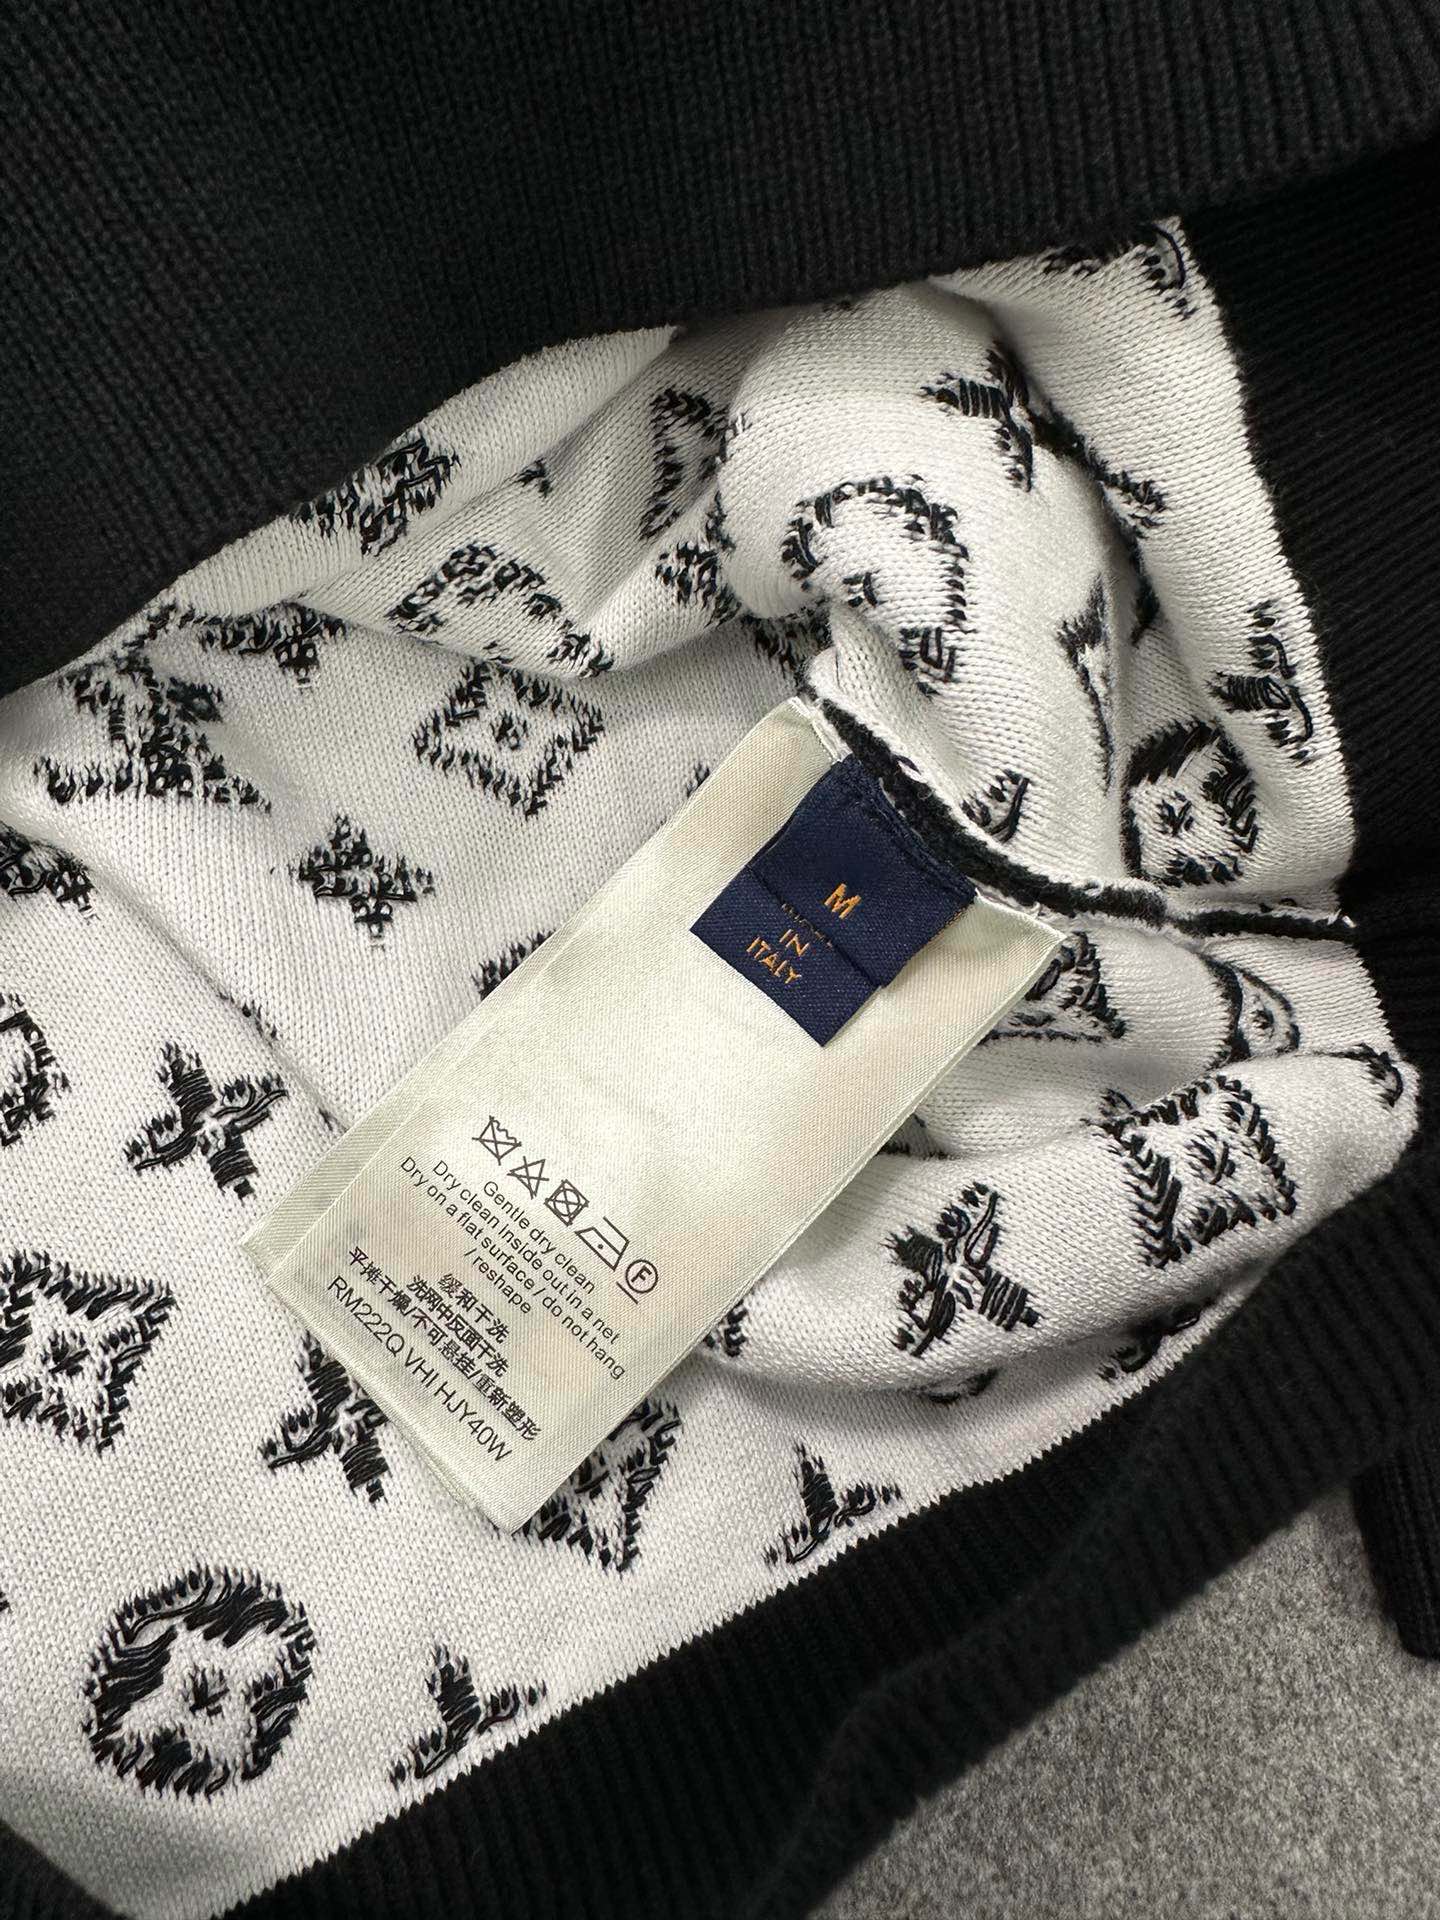 M
IN
ITALY
F
Gentle dry clean
Dry clean inside out in a net
Dry on a flat surface / do not hang
/ reshape
缓和干洗
洗网中反面干洗
平摊干燥/不可悬挂/重新塑形
RM222Q VHI HJY40W